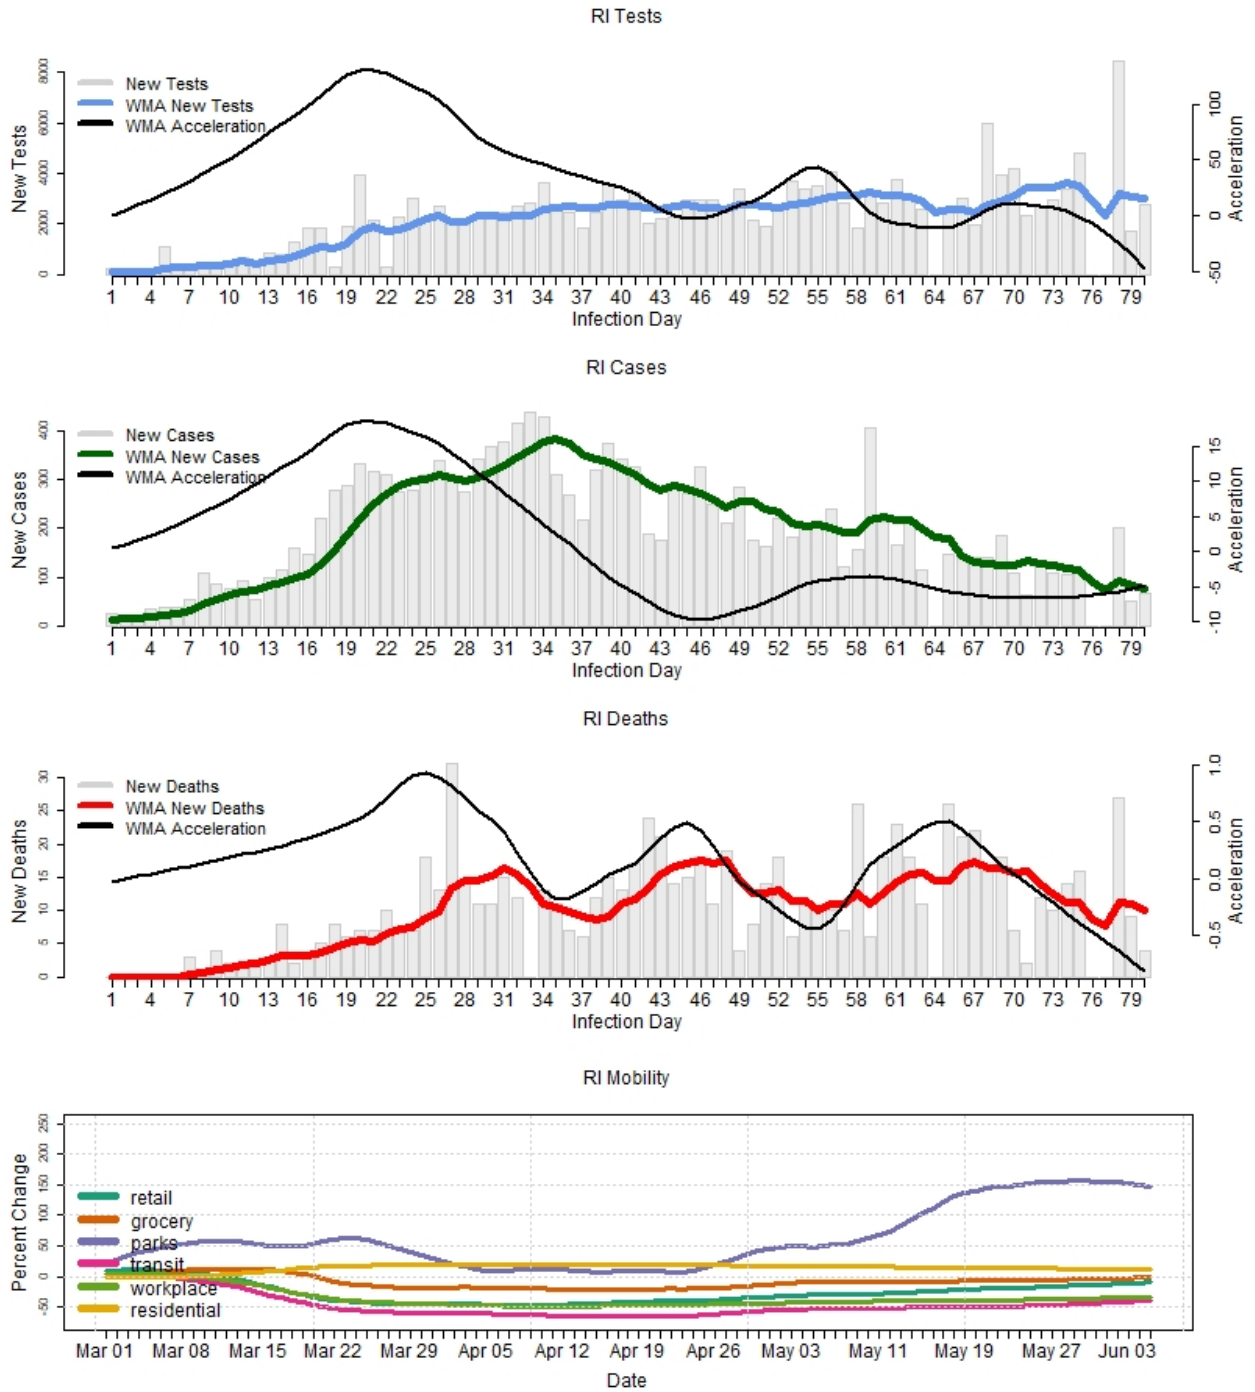 RI Tests
New Tests
WMA New Tests
WMA Acceleration
New Tests
Acceleration
0 2000 4000 6000 8000
-50 0 50 100
1 4 7 10 13 16 19 22 25 28 31 34 37 40 43 46 49 52 55 58 61 64 67 70 73 76 79
Infection Day
RI Cases
New Cases
WMA New Cases
WMA Acceleration
New Cases
Acceleration
0 100 200 300 400
-10 -5 0 5 10 15
1 4 7 10 13 16 19 22 25 28 31 34 37 40 43 46 49 52 55 58 61 64 67 70 73 76 79
Infection Day
RI Deaths
New Deaths
WMA New Deaths
WMA Acceleration
New Deaths
Acceleration
0 5 10 15 20 25 30
-0.5 0.0 0.5 1.0
1 4 7 10 13 16 19 22 25 28 31 34 37 40 43 46 49 52 55 58 61 64 67 70 73 76 79
Infection Day
RI Mobility
retail
grocery
parks
transit
workplace
residential
Percent Change
-50 0 50 100 150 200 250
Mar 01 Mar 08 Mar 15 Mar 22 Mar 29 Apr 05 Apr 12 Apr 19 Apr 26 May 03 May 11 May 19 May 27 Jun 03
Date